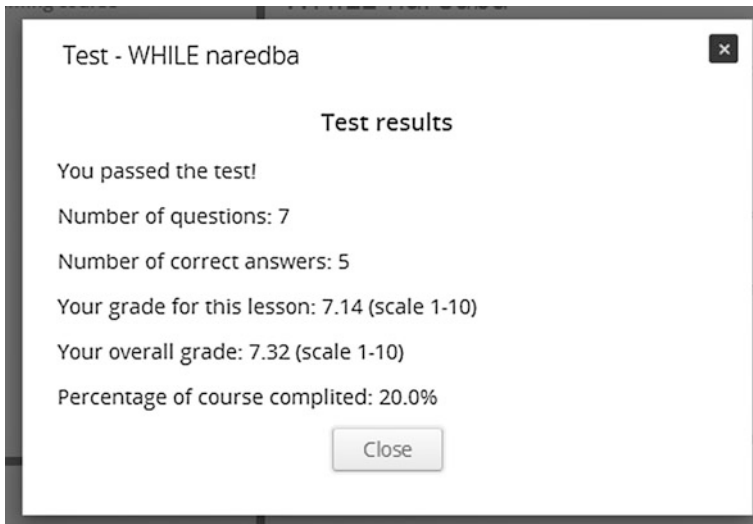 Test - WHILE naredba
Test results
You passed the test!
Number of questions: 7
Number of correct answers: 5
Your grade for this lesson: 7.14 (scale 1-10)
Your overall grade: 7.32 (scale 1-10)
Percentage of course complited: 20.0%
Close